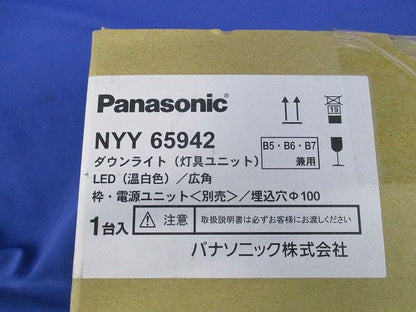 Panasonic®
NYY 65942
ダウンライト（灯具ユニット）
B5・B6・B7
兼用
19
LED（温白色）／広角
枠・電源ユニット＜別売＞／埋込穴Φ100
1台入
注意
取扱説明書は必ずお客様にお渡しください
パナソニック株式会社